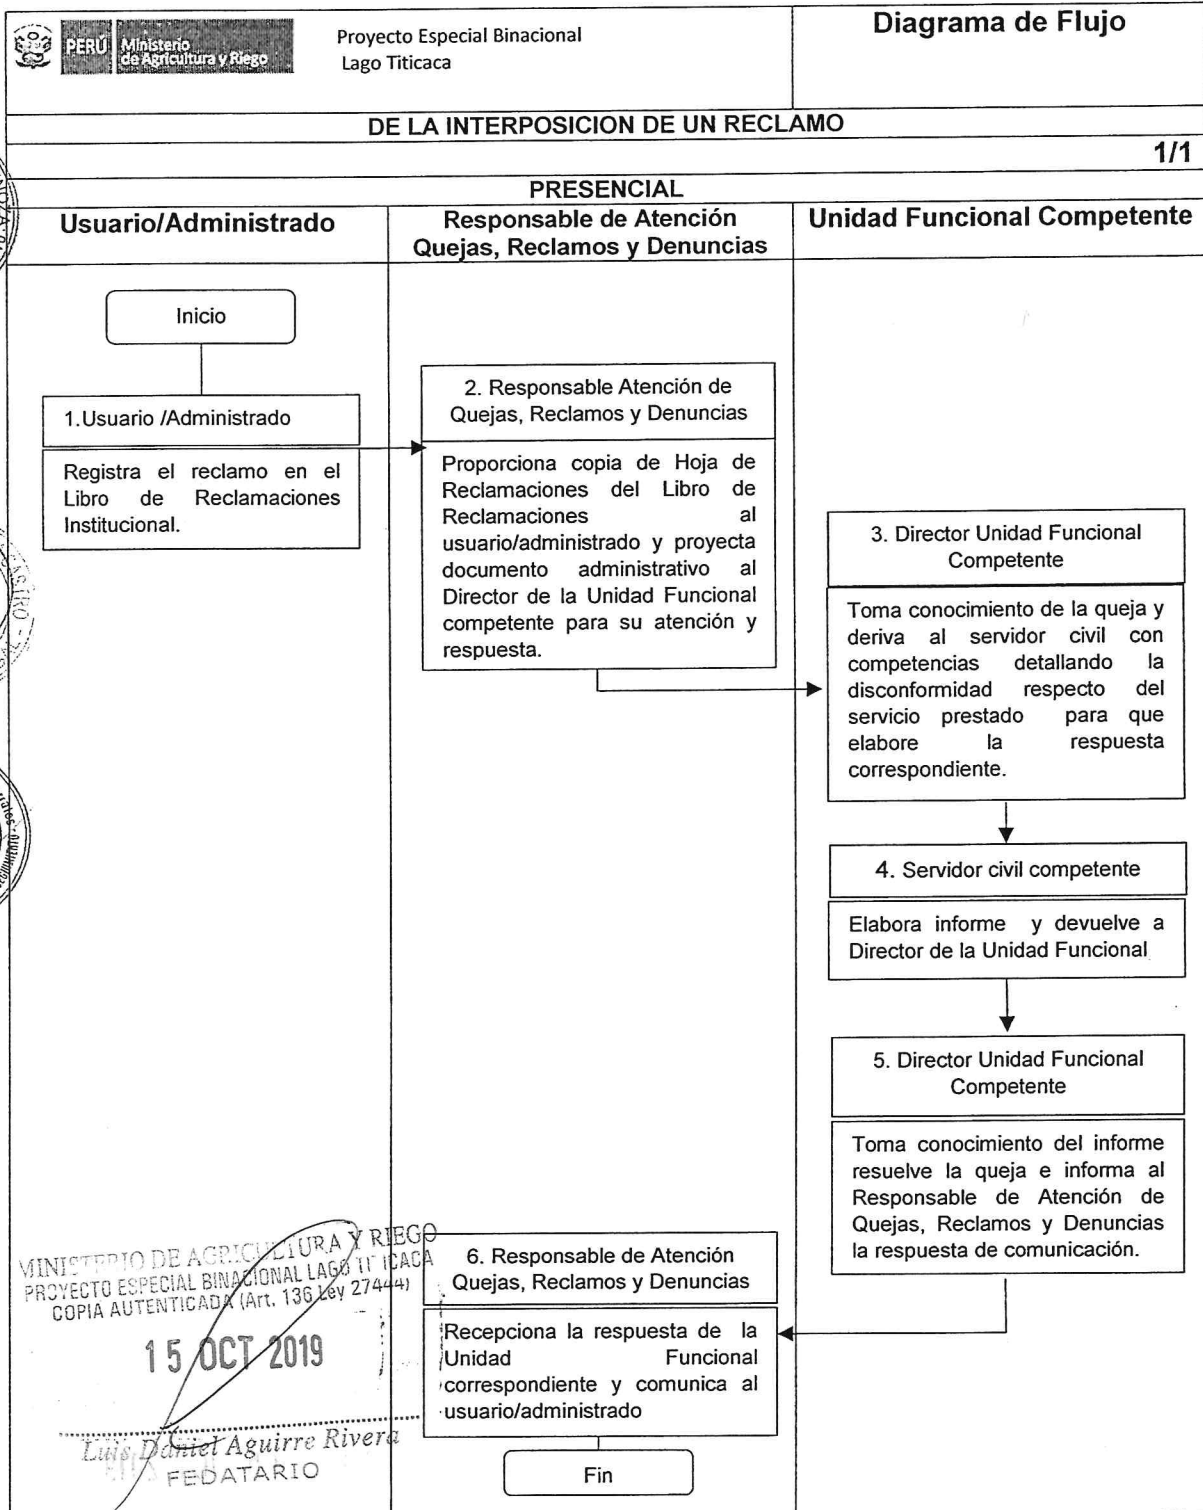 PERÚ
Ministerio
de Agricultura y Riego
Proyecto Especial Binacional
Lago Titicaca
Diagrama de Flujo
DE LA INTERPOSICION DE UN RECLAMO
1/1
PRESENCIAL
Usuario/Administrado
Responsable de Atención
Quejas, Reclamos y Denuncias
Unidad Funcional Competente
Inicio
1.Usuario /Administrado
Registra el reclamo en el
Libro de Reclamaciones
Institucional.
2. Responsable Atención de
Quejas, Reclamos y Denuncias
Proporciona copia de Hoja de
Reclamaciones del Libro de
Reclamaciones al
usuario/administrado y proyecta
documento administrativo al
Director de la Unidad Funcional
competente para su atención y
respuesta.
3. Director Unidad Funcional
Competente
Toma conocimiento de la queja y
deriva al servidor civil con
competencias detallando la
disconformidad respecto del
servicio prestado para que
elabore la respuesta
correspondiente.
4. Servidor civil competente
Elabora informe y devuelve a
Director de la Unidad Funcional
5. Director Unidad Funcional
Competente
Toma conocimiento del informe
resuelve la queja e informa al
Responsable de Atención de
Quejas, Reclamos y Denuncias
la respuesta de comunicación.
6. Responsable de Atención
Quejas, Reclamos y Denuncias
Recepciona la respuesta de la
Unidad Funcional
correspondiente y comunica al
usuario/administrado
Fin
MINISTERIO DE AGRICULTURA Y RIEGO
PROYECTO ESPECIAL BINACIONAL LAGO TITICACA
COPIA AUTENTICADA (Art. 136 Ley 27444)
15 OCT 2019
Luis Daniel Aguirre Rivera
FEDATARIO